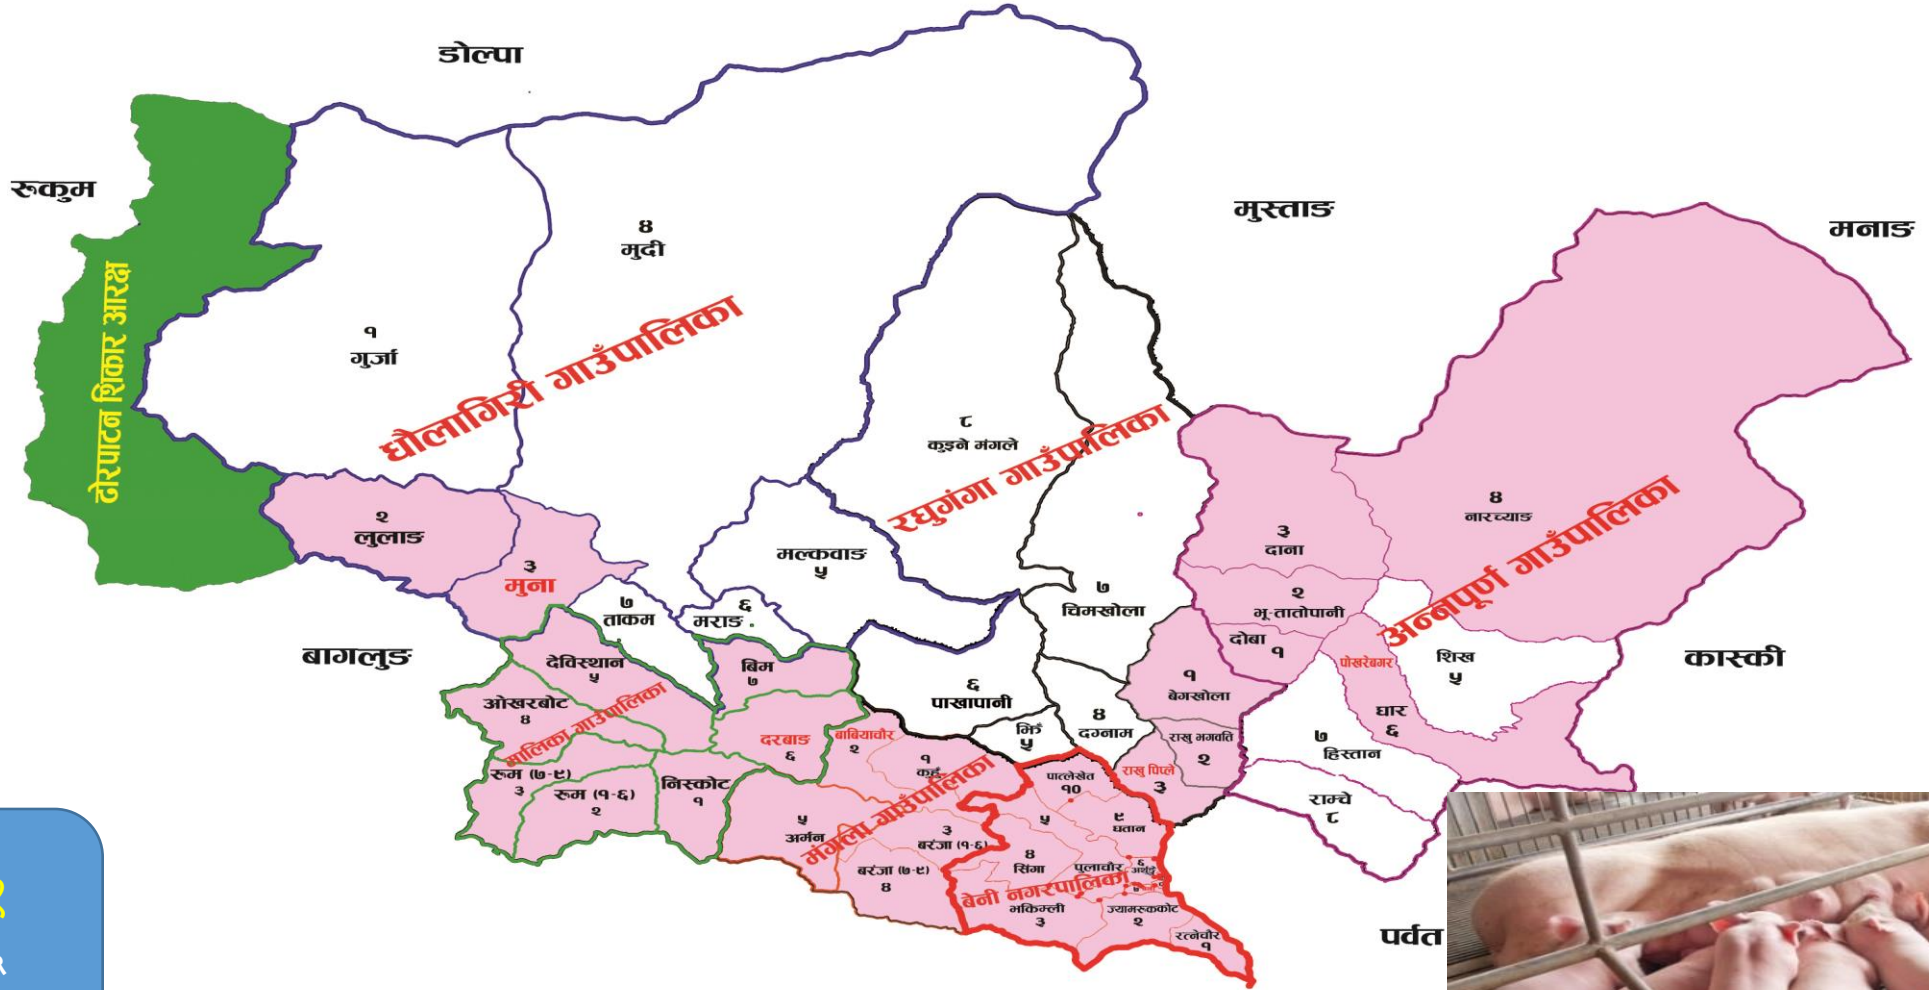 डोल्पा
रूकुम
मुस्ताङ
मनाङ
४
मुदी
ढोरपाटन शिकार आरक्ष
१
गुर्जा
धौलागिरी गाउँपालिका
८
कुइने मंगले
रघुगंगा गाउँपालिका
२
लुलाङ
३
मुना
मल्कवाङ
५
३
दाना
४
नारच्याङ
अन्नपूर्ण गाउँपालिका
७
ताकम
६
मराङ
७
चिमखोला
२
भू-तातोपानी
दोबा
१
पोखरेबगर
शिख
५
कास्की
बागलुङ
देविस्थान
५
बिम
७
६
पाखापानी
१
बेगखोला
ओखरबोट
४
मालिका गाउँपालिका
दरबाङ
६
बाबियाचौर
२
झिँ
५
४
दग्नाम
राखु भगवति
२
घार
६
७
हिस्तान
रूम (७-९)
३
रूम (१-६)
२
निस्कोट
१
१
मंगला गाउँपालिका
पात्लेखेत
१०
राखु पिप्ले
३
राम्चे
८
५
अर्मन
३
बरंजा (१-६)
बरंजा (७-९)
४
५
९
घतान
४
सिंगा
पुलाचौर
६
बेनी नगरपालिका
भकिम्ली
३
ज्यामरूककोट
२
रत्नेचौर
१
पर्वत